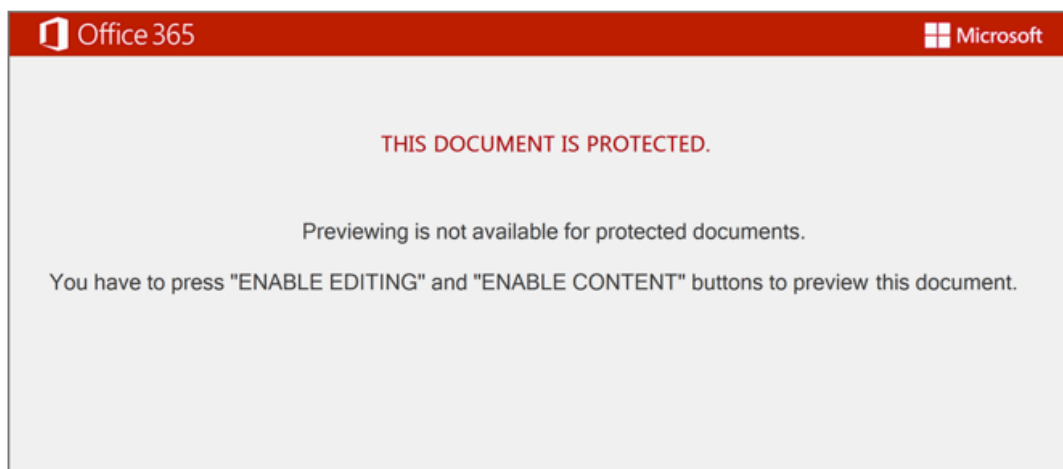 Office 365 Microsoft
THIS DOCUMENT IS PROTECTED.
Previewing is not available for protected documents.
You have to press "ENABLE EDITING" and "ENABLE CONTENT" buttons to preview this document.